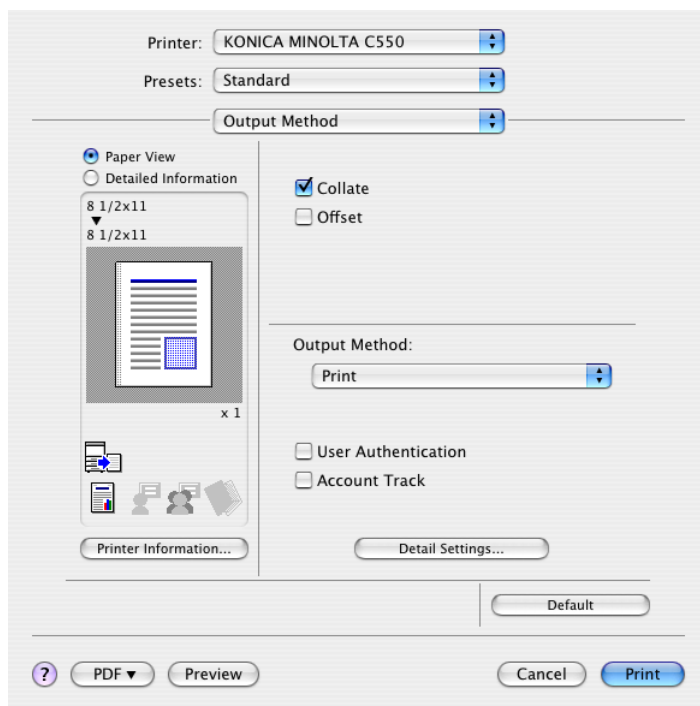 Printer: KONICA MINOLTA C550
Presets: Standard
Output Method
Paper View
Detailed Information
8 1/2x11
▼
8 1/2x11
x 1
Printer Information...
Collate
Offset
Output Method:
Print
User Authentication
Account Track
Detail Settings...
Default
? PDF ▼ Preview Cancel Print